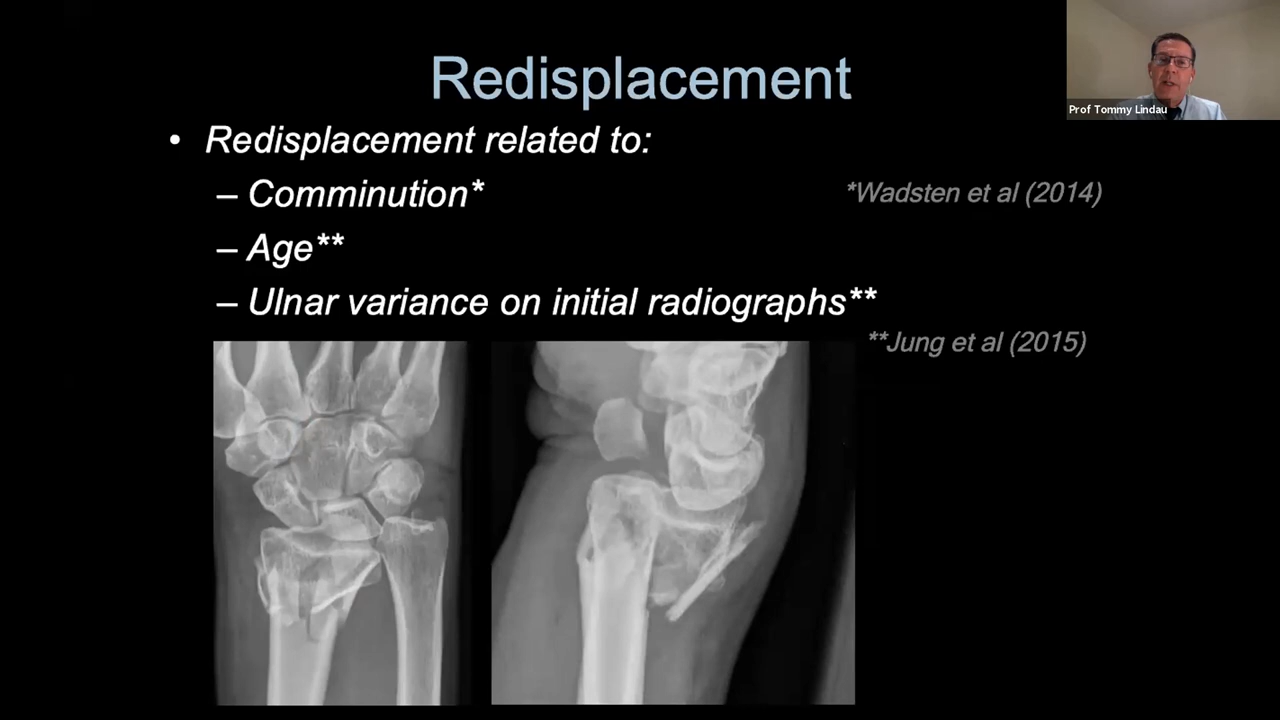 Redisplacement
Prof Tommy Lindau
• Redisplacement related to:
– Comminution*
*Wadsten et al (2014)
– Age**
– Ulnar variance on initial radiographs**
**Jung et al (2015)